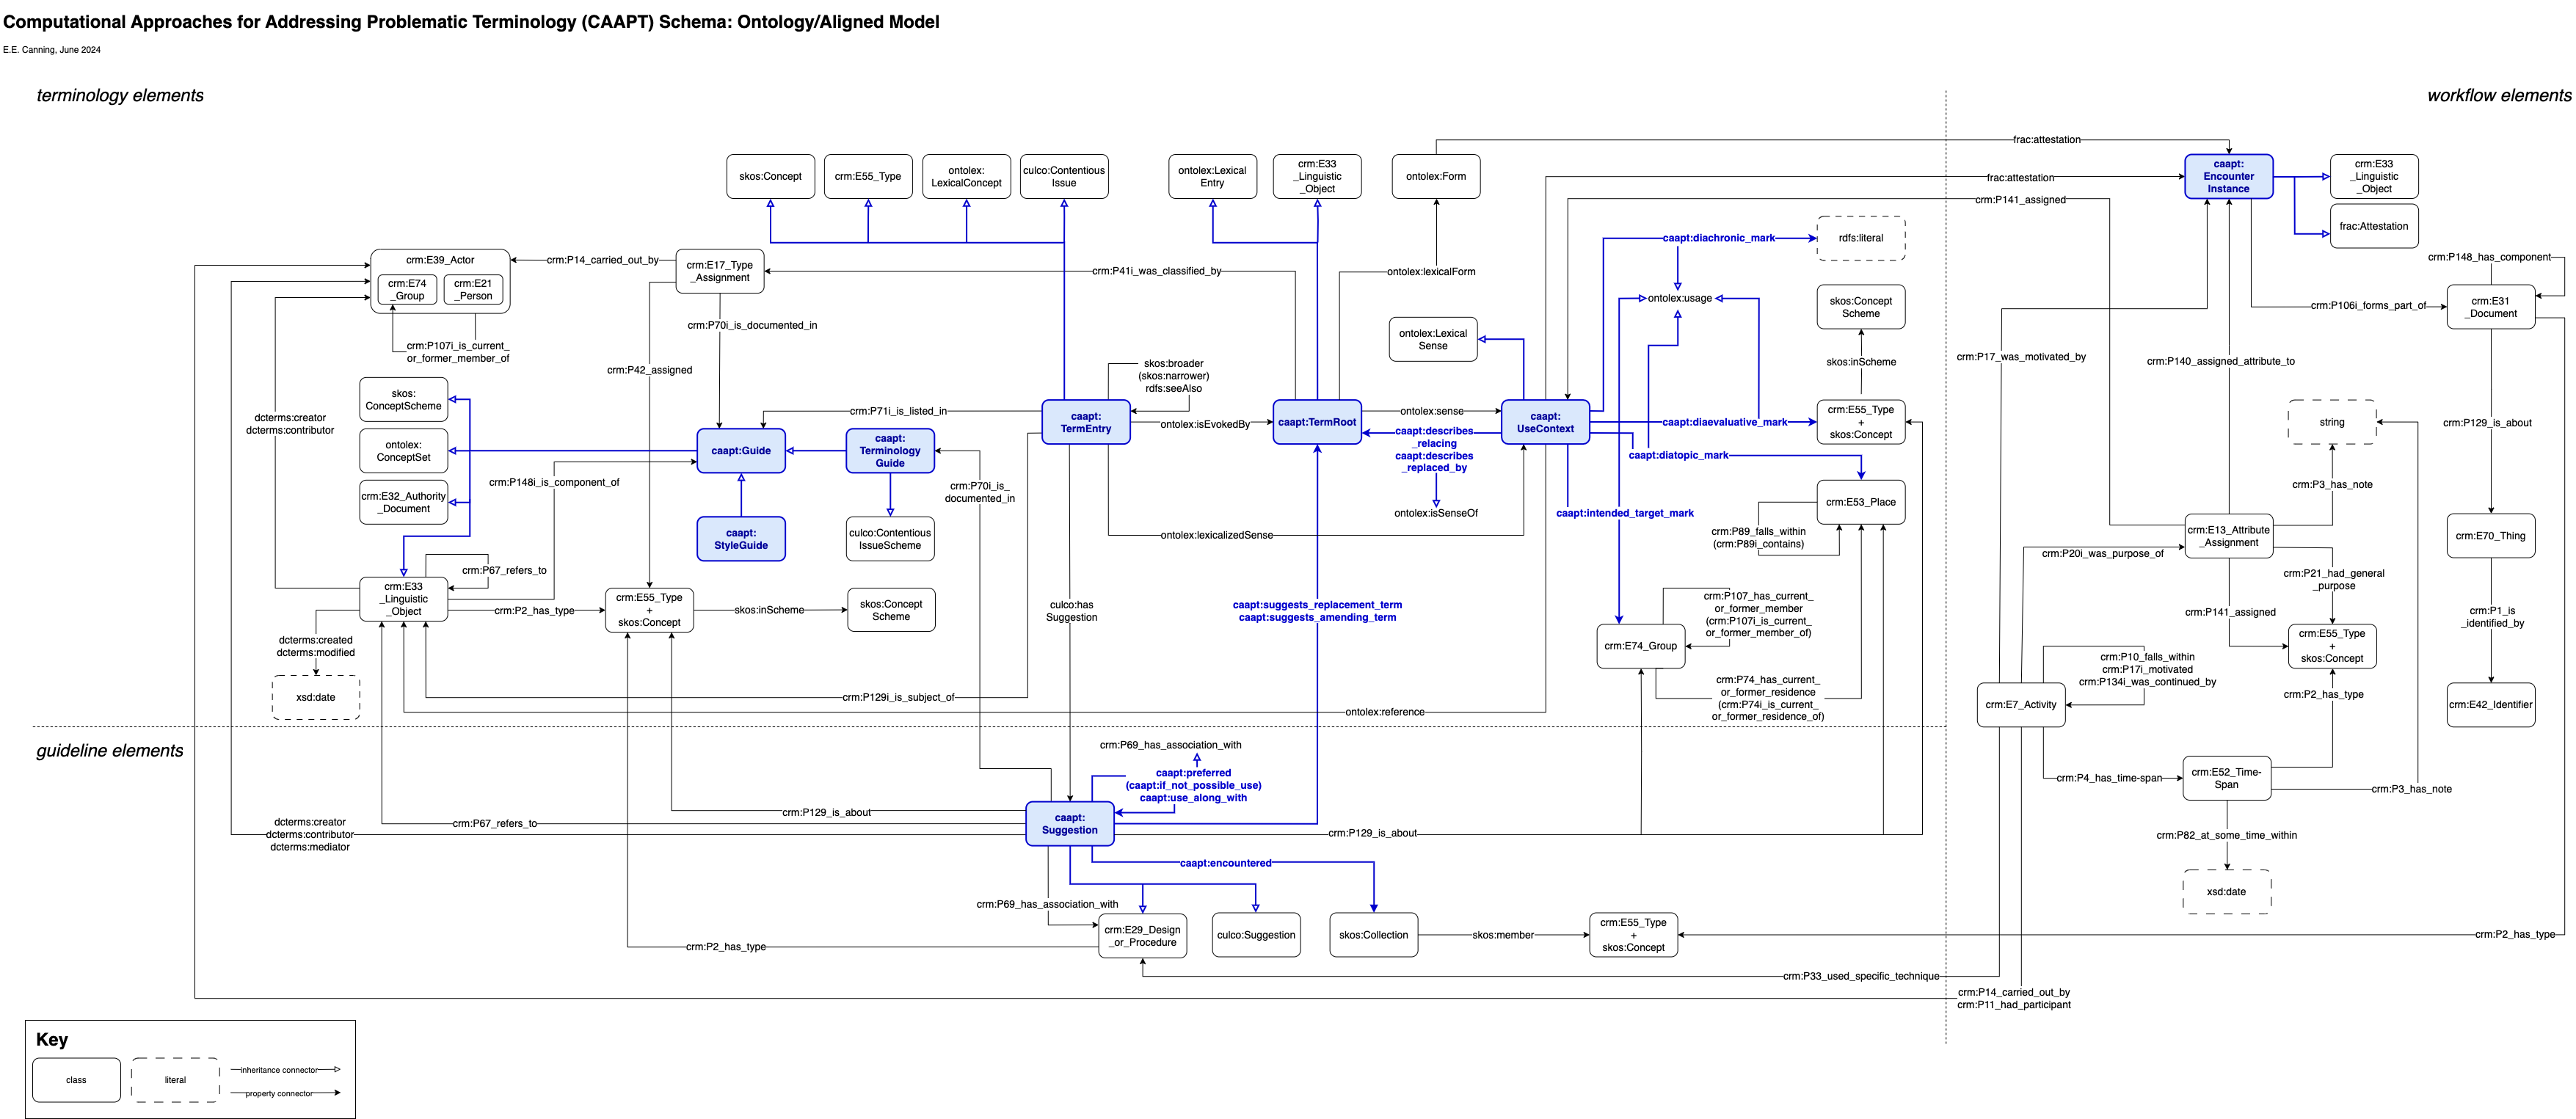 Computational Approaches for Addressing Problematic Terminology (CAAPT) Schema: Ontology/Aligned Model
E.E. Canning, June 2024
terminology elements
workflow elements
frac:attestation
skos:Concept
crm:E55_Type
ontolex:
LexicalConcept
culco:Contentious
Issue
ontolex:Lexical
Entry
crm:E33
_Linguistic
_Object
ontolex:Form
caapt:
Encounter
Instance
crm:E33
_Linguistic
_Object
frac:attestation
crm:P141_assigned
frac:Attestation
caapt:diachronic_mark
rdfs:literal
crm:E39_Actor
crm:E74
_Group
crm:E21
_Person
crm:P14_carried_out_by
crm:E17_Type
_Assignment
crm:P41i_was_classified_by
ontolex:lexicalForm
crm:P148_has_component
ontolex:usage
skos:Concept
Scheme
crm:P106i_forms_part_of
crm:E31
_Document
crm:P70i_is_documented_in
ontolex:Lexical
Sense
crm:P107i_is_current_
or_former_member_of
crm:P42_assigned
skos:broader
(skos:narrower)
rdfs:seeAlso
skos:inScheme
crm:P17_was_motivated_by
crm:P140_assigned_attribute_to
skos:
ConceptScheme
dcterms:creator
dcterms:contributor
crm:P71i_is_listed_in
caapt:
TermEntry
ontolex:isEvokedBy
caapt:TermRoot
ontolex:sense
caapt:describes
_relacing
caapt:describes
_replaced_by
caapt:
UseContext
caapt:diaevaluative_mark
crm:E55_Type
+
skos:Concept
string
crm:P129_is_about
ontolex:
ConceptSet
caapt:Guide
caapt:
Terminology
Guide
caapt:diatopic_mark
crm:P148i_is_component_of
crm:P70i_is_
documented_in
crm:P3_has_note
crm:E32_Authority
_Document
ontolex:isSenseOf
caapt:intended_target_mark
crm:E53_Place
caapt:
StyleGuide
culco:Contentious
IssueScheme
ontolex:lexicalizedSense
crm:P89_falls_within
(crm:P89i_contains)
crm:E13_Attribute
_Assignment
crm:E70_Thing
crm:P20i_was_purpose_of
crm:P67_refers_to
crm:P21_had_general
_purpose
crm:E33
_Linguistic
_Object
crm:P2_has_type
crm:E55_Type
+
skos:Concept
skos:inScheme
skos:Concept
Scheme
culco:has
Suggestion
caapt:suggests_replacement_term
caapt:suggests_amending_term
crm:P107_has_current_
or_former_member
(crm:P107i_is_current_
or_former_member_of)
crm:P141_assigned
crm:P1_is
_identified_by
dcterms:created
dcterms:modified
crm:E74_Group
crm:E55_Type
+
skos:Concept
crm:P10_falls_within
crm:P17i_motivated
crm:P134i_was_continued_by
xsd:date
crm:P129i_is_subject_of
ontolex:reference
crm:P74_has_current_
or_former_residence
(crm:P74i_is_current_
or_former_residence_of)
crm:E7_Activity
crm:P2_has_type
crm:E42_Identifier
guideline elements
crm:P69_has_association_with
caapt:preferred
(caapt:if_not_possible_use)
caapt:use_along_with
crm:P4_has_time-span
crm:E52_Time-
Span
crm:P3_has_note
crm:P129_is_about
caapt:
Suggestion
crm:P67_refers_to
dcterms:creator
dcterms:contributor
dcterms:mediator
crm:P129_is_about
crm:P82_at_some_time_within
caapt:encountered
xsd:date
crm:P69_has_association_with
crm:P2_has_type
crm:E29_Design
_or_Procedure
culco:Suggestion
skos:Collection
skos:member
crm:E55_Type
+
skos:Concept
crm:P2_has_type
crm:P33_used_specific_technique
crm:P14_carried_out_by
crm:P11_had_participant
Key
class
literal
inheritance connector
property connector